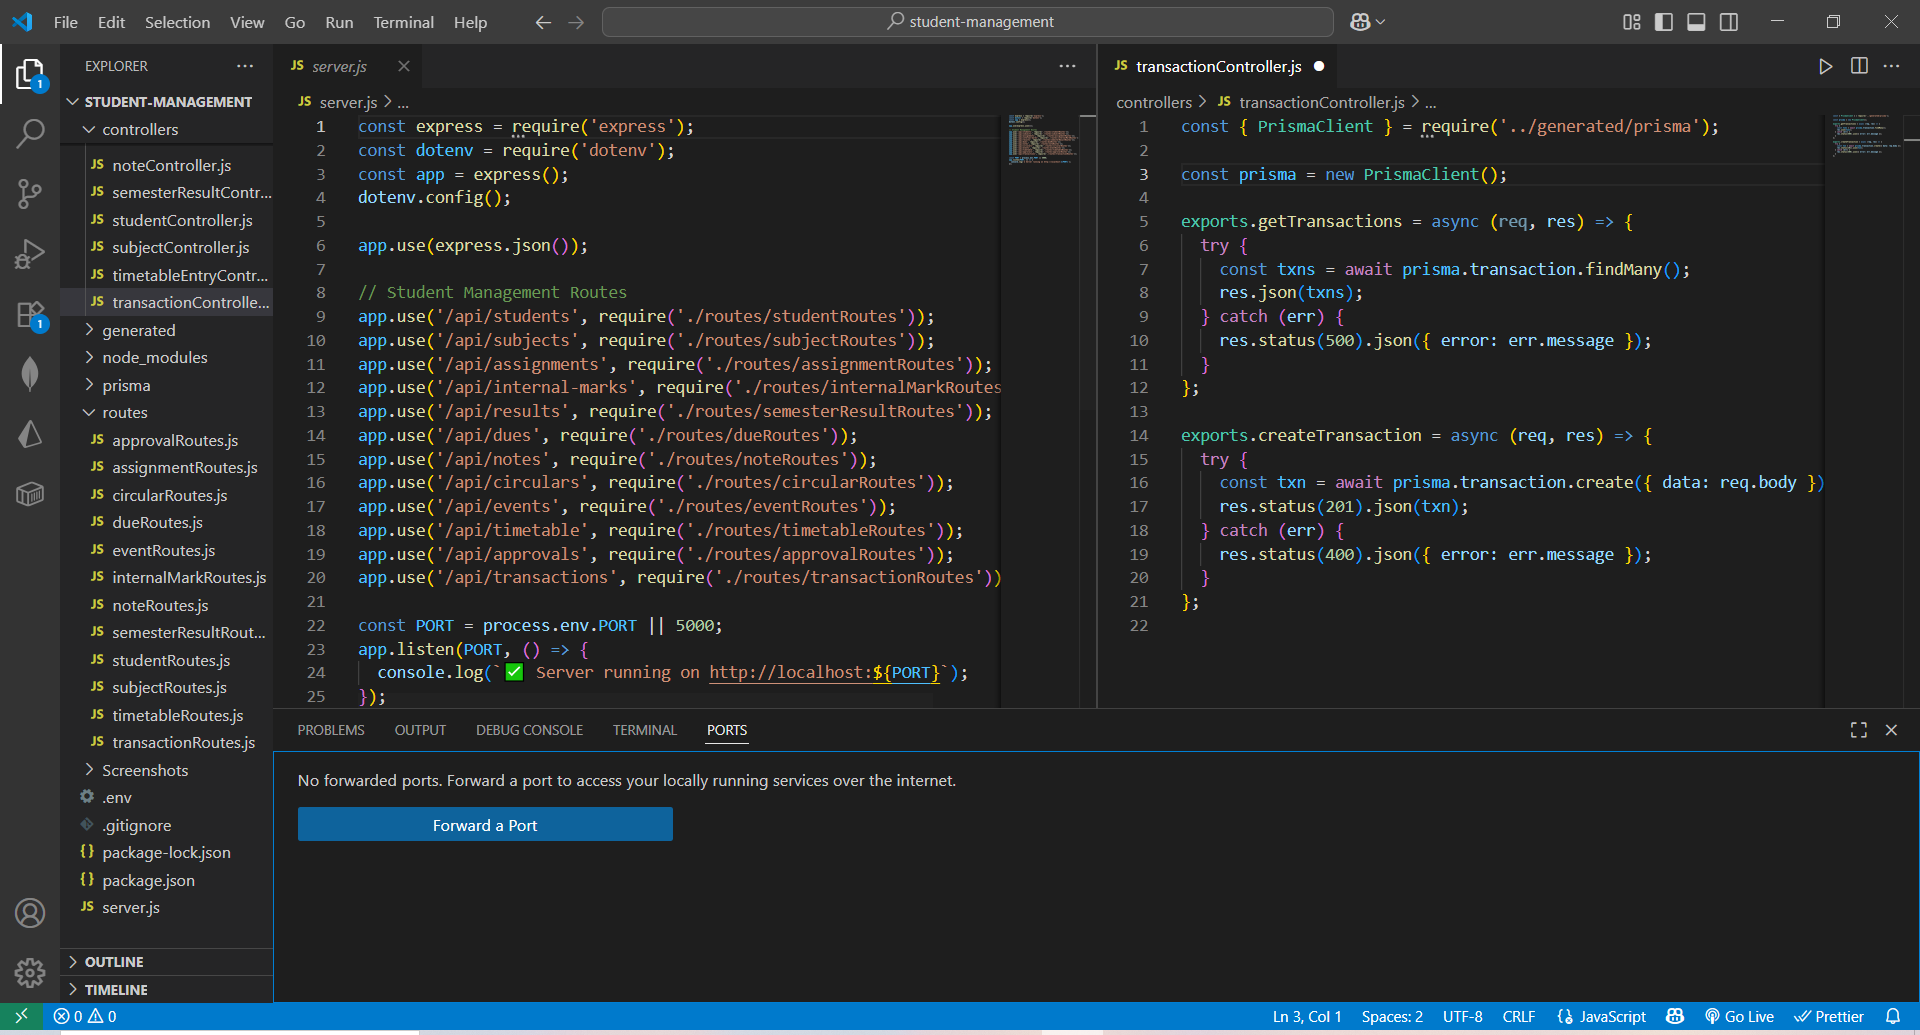 File Edit Selection View Go Run Terminal Help
student-management
EXPLORER
STUDENT-MANAGEMENT
controllers
JS noteController.js
JS semesterResultContr...
JS studentController.js
JS subjectController.js
JS timetableEntryContr...
JS transactionControlle...
generated
node_modules
prisma
routes
JS approvalRoutes.js
JS assignmentRoutes.js
JS circularRoutes.js
JS dueRoutes.js
JS eventRoutes.js
JS internalMarkRoutes.js
JS noteRoutes.js
JS semesterResultRout...
JS studentRoutes.js
JS subjectRoutes.js
JS timetableRoutes.js
JS transactionRoutes.js
Screenshots
.env
.gitignore
{} package-lock.json
{} package.json
JS server.js
OUTLINE
TIMELINE
1
1
JS server.js
JS server.js > ...
1 const express = require('express');
2 const dotenv = require('dotenv');
3 const app = express();
4 dotenv.config();
5
6 app.use(express.json());
7
8 // Student Management Routes
9 app.use('/api/students', require('./routes/studentRoutes'));
10 app.use('/api/subjects', require('./routes/subjectRoutes'));
11 app.use('/api/assignments', require('./routes/assignmentRoutes'));
12 app.use('/api/internal-marks', require('./routes/internalMarkRoutes
13 app.use('/api/results', require('./routes/semesterResultRoutes'));
14 app.use('/api/dues', require('./routes/dueRoutes'));
15 app.use('/api/notes', require('./routes/noteRoutes'));
16 app.use('/api/circulars', require('./routes/circularRoutes'));
17 app.use('/api/events', require('./routes/eventRoutes'));
18 app.use('/api/timetable', require('./routes/timetableRoutes'));
19 app.use('/api/approvals', require('./routes/approvalRoutes'));
20 app.use('/api/transactions', require('./routes/transactionRoutes'))
21
22 const PORT = process.env.PORT || 5000;
23 app.listen(PORT, () => {
24 console.log(`✅ Server running on http://localhost:${PORT}`);
25 });
JS transactionController.js
controllers > JS transactionController.js > ...
1 const { PrismaClient } = require('../generated/prisma');
2
3 const prisma = new PrismaClient();
4
5 exports.getTransactions = async (req, res) => {
6 try {
7 const txns = await prisma.transaction.findMany();
8 res.json(txns);
9 } catch (err) {
10 res.status(500).json({ error: err.message });
11 }
12 };
13
14 exports.createTransaction = async (req, res) => {
15 try {
16 const txn = await prisma.transaction.create({ data: req.body })
17 res.status(201).json(txn);
18 } catch (err) {
19 res.status(400).json({ error: err.message });
20 }
21 };
22
PROBLEMS OUTPUT DEBUG CONSOLE TERMINAL PORTS
No forwarded ports. Forward a port to access your locally running services over the internet.
Forward a Port
0 0
Ln 3, Col 1 Spaces: 2 UTF-8 CRLF {} JavaScript Go Live Prettier